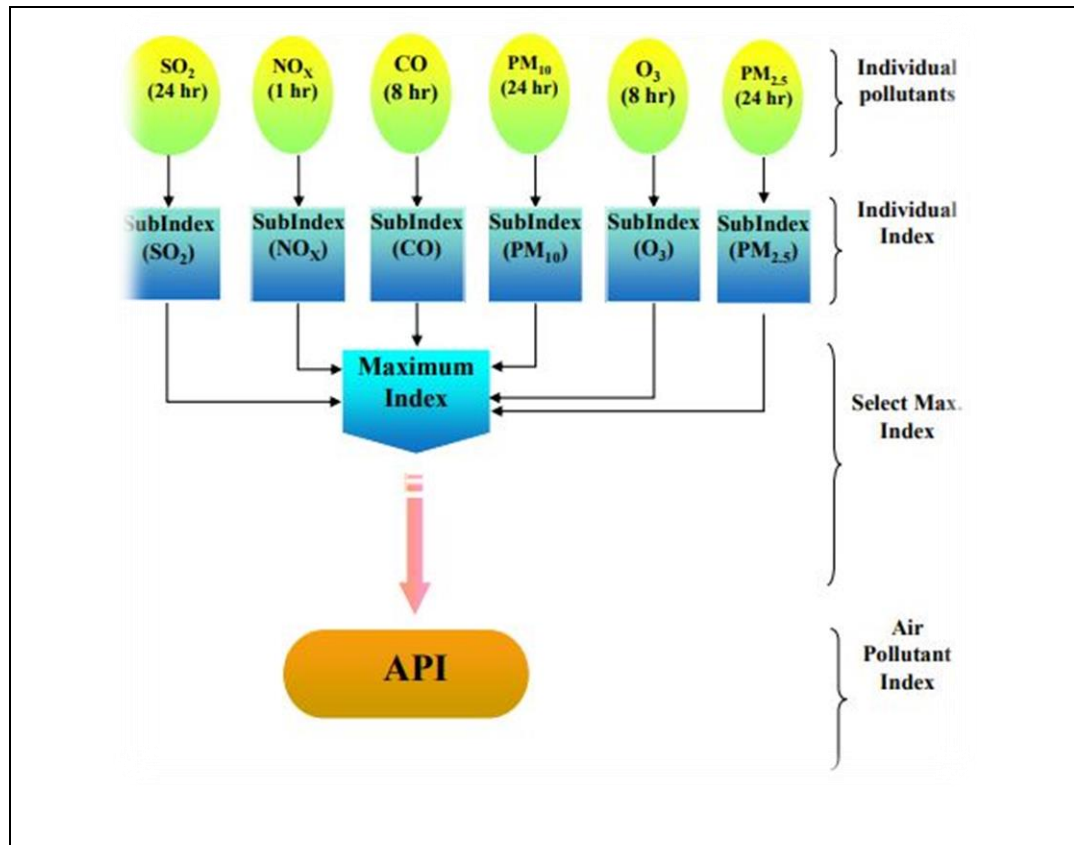 SO₂
(24 hr)
NOX
(1 hr)
CO
(8 hr)
PM₁₀
(24 hr)
O₃
(8 hr)
PM₂.₅
(24 hr)
Individual
pollutants
SubIndex
(SO₂)
SubIndex
(NOX)
SubIndex
(CO)
SubIndex
(PM₁₀)
SubIndex
(O₃)
SubIndex
(PM₂.₅)
Individual
Index
Maximum
Index
Select Max.
Index
API
Air
Pollutant
Index